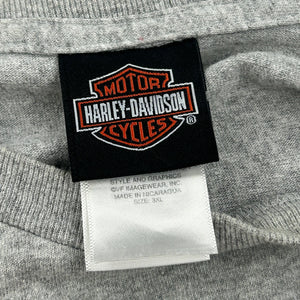 MOTOR
HARLEY-DAVIDSON
CYCLES
®
STYLE AND GRAPHICS
©VF IMAGEWEAR, INC.
MADE IN NICARAGUA
SIZE: 3XL